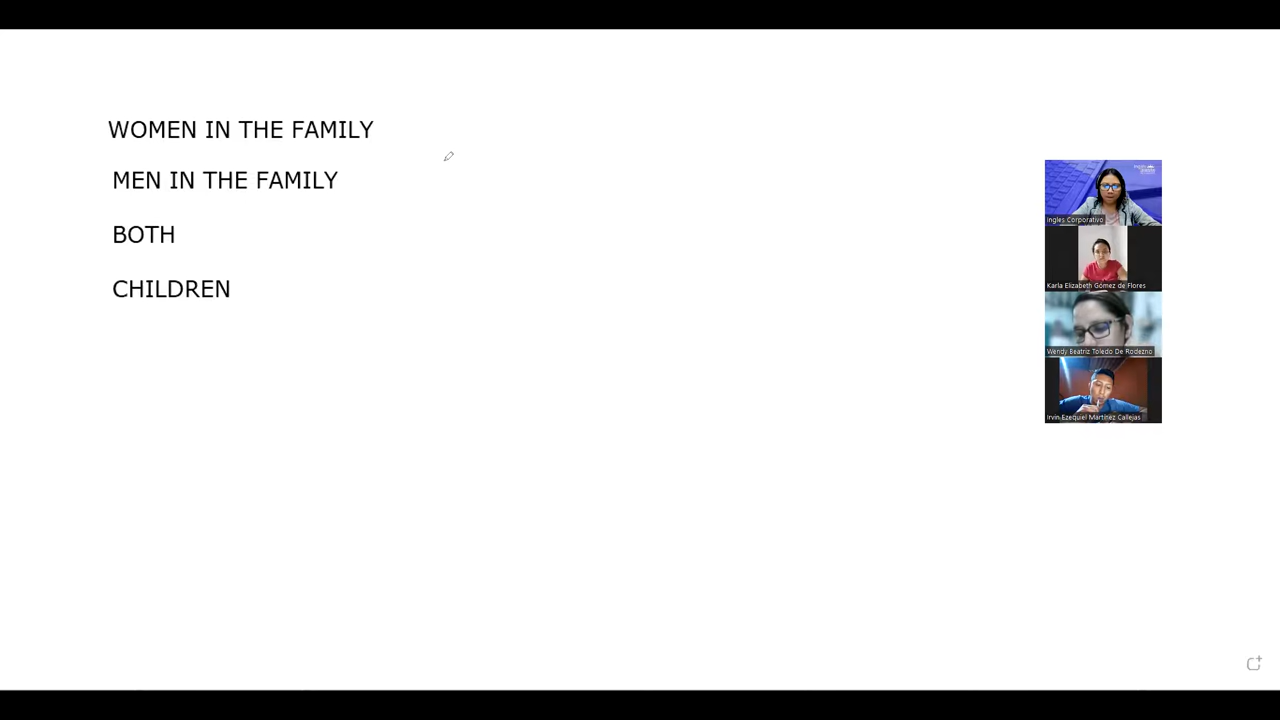 WOMEN IN THE FAMILY
MEN IN THE FAMILY
BOTH
CHILDREN
Ingles Corporativo
Karla Elizabeth Gómez de Flores
Wendy Beatriz Toledo De Rodezno
Irvin Ezequiel Martínez Callejas